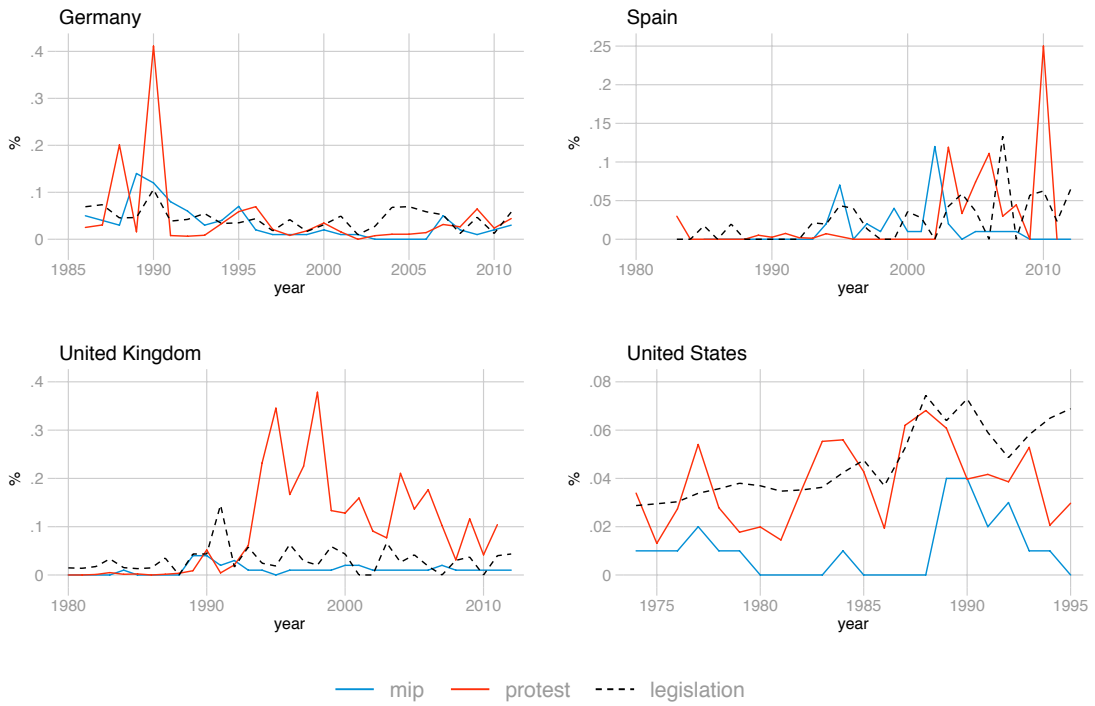 Germany
.4
.3
.2
.1
0
%
1985 1990 1995 2000 2005 2010
year
Spain
.25
.2
.15
.1
.05
0
%
1980 1990 2000 2010
year
United Kingdom
.4
.3
.2
.1
0
%
1980 1990 2000 2010
year
United States
.08
.06
.04
.02
0
%
1975 1980 1985 1990 1995
year
mip protest legislation